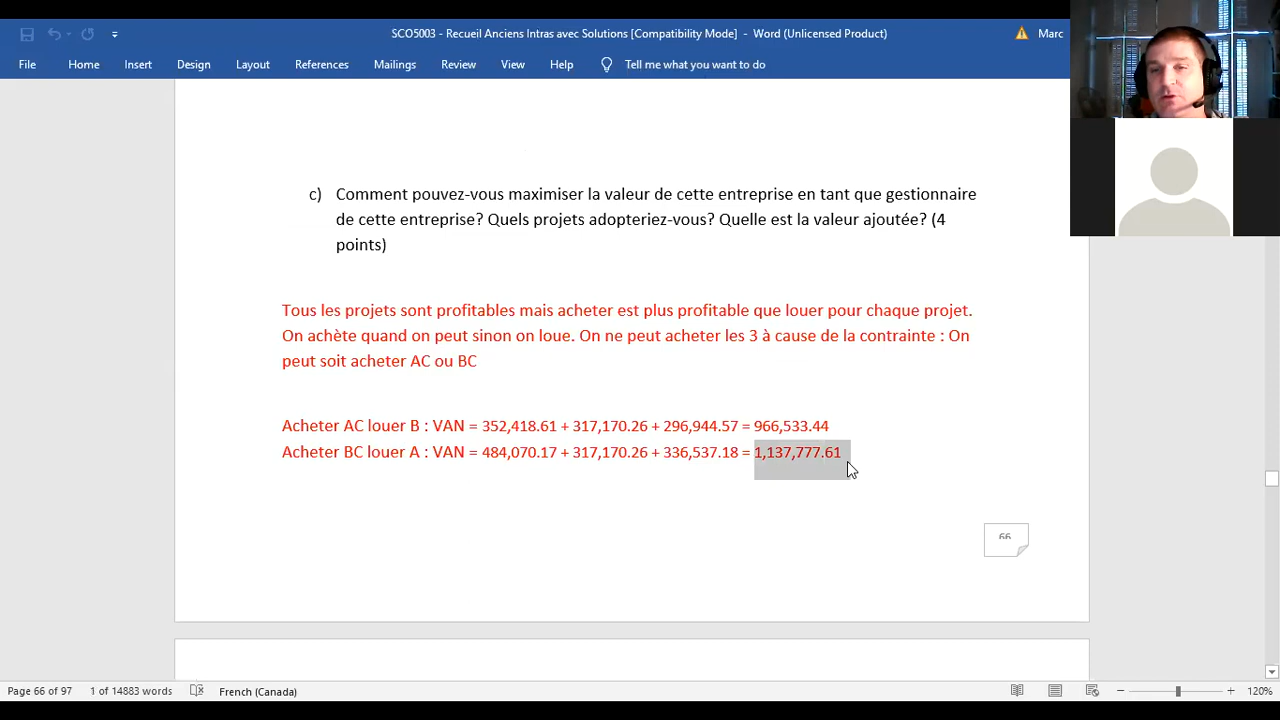 SCO5003 - Recueil Anciens Intras avec Solutions [Compatibility Mode] - Word (Unlicensed Product)
Marc
File Home Insert Design Layout References Mailings Review View Help Tell me what you want to do
c) Comment pouvez-vous maximiser la valeur de cette entreprise en tant que gestionnaire
de cette entreprise? Quels projets adopteriez-vous? Quelle est la valeur ajoutée? (4
points)
Tous les projets sont profitables mais acheter est plus profitable que louer pour chaque projet.
On achète quand on peut sinon on loue. On ne peut acheter les 3 à cause de la contrainte : On
peut soit acheter AC ou BC
Acheter AC louer B : VAN = 352,418.61 + 317,170.26 + 296,944.57 = 966,533.44
Acheter BC louer A : VAN = 484,070.17 + 317,170.26 + 336,537.18 = 1,137,777.61
66
Page 66 of 97 1 of 14883 words French (Canada) 120%